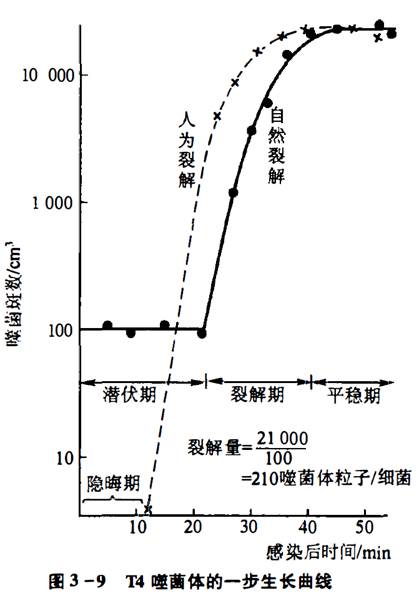 10 000
人为裂解
自然裂解
1 000
噬菌斑数/cm³
100
潜伏期 裂解期 平稳期
裂解量=21 000/100
=210噬菌体粒子/细菌
10
隐晦期
0 10 20 30 40 50
感染后时间/min
图 3-9 T4 噬菌体的一步生长曲线